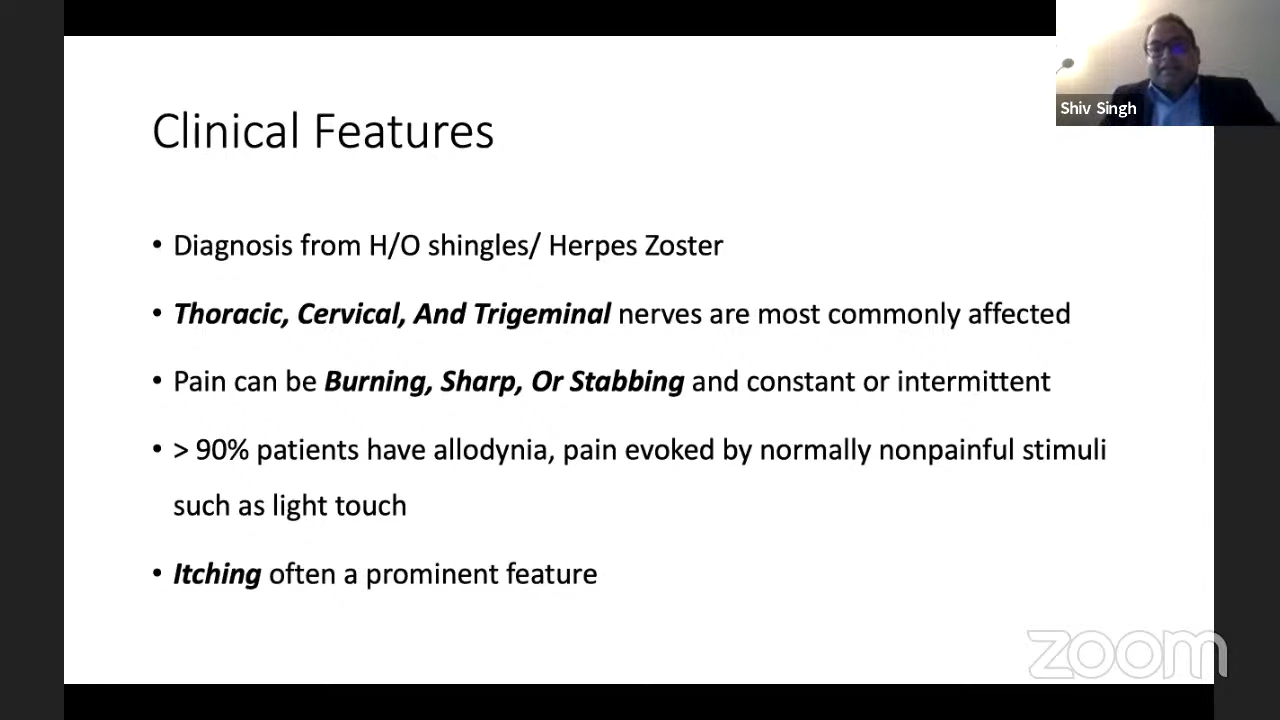 Shiv Singh
Clinical Features
• Diagnosis from H/O shingles/ Herpes Zoster
• Thoracic, Cervical, And Trigeminal nerves are most commonly affected
• Pain can be Burning, Sharp, Or Stabbing and constant or intermittent
• > 90% patients have allodynia, pain evoked by normally nonpainful stimuli
such as light touch
• Itching often a prominent feature
zoom